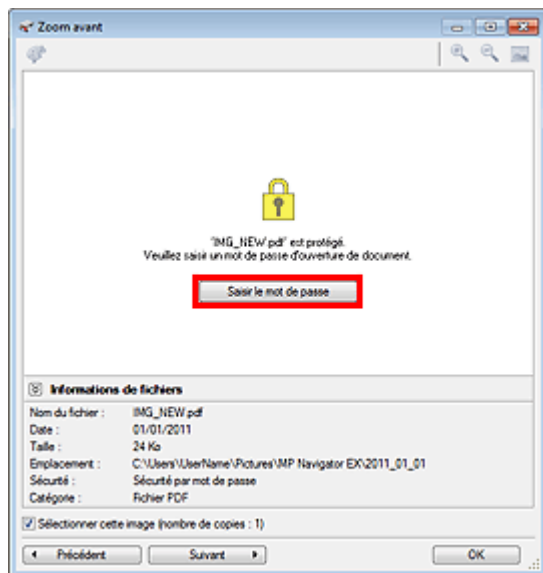 Zoom avant
"IMG_NEW.pdf" est protégé.
Veuillez saisir un mot de passe d'ouverture de document.
Saisir le mot de passe
Informations de fichiers
Nom du fichier : IMG_NEW.pdf
Date : 01/01/2011
Taille : 24 Ko
Emplacement : C:\Users\UserName\Pictures\MP Navigator EX\2011_01_01
Sécurité : Sécurité par mot de passe
Catégorie : Fichier PDF
Sélectionner cette image (nombre de copies : 1)
Précédent Suivant OK